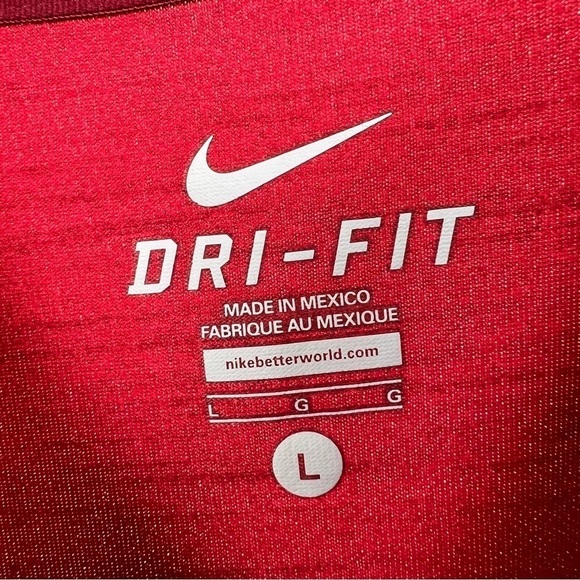 DRI-FIT
MADE IN MEXICO
FABRIQUE AU MEXIQUE
nikebetterworld.com
L G G
L